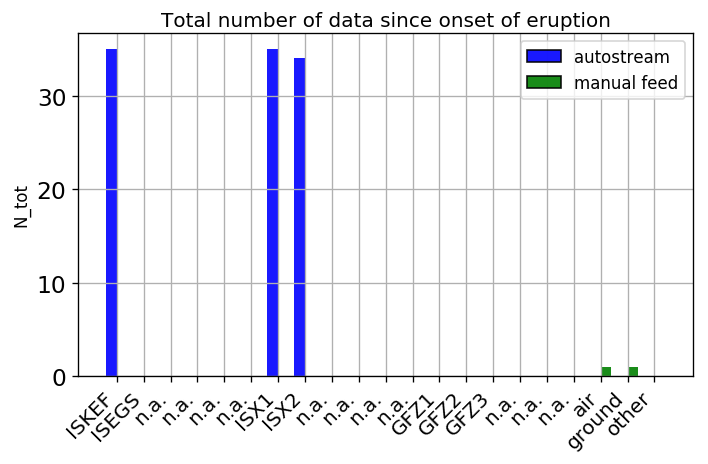 Total number of data since onset of eruption
autostream
manual feed
N_tot
30
20
10
0
ISKEF
ISEGS
n.a.
n.a.
n.a.
n.a.
ISX1
ISX2
n.a.
n.a.
n.a.
n.a.
GFZ1
GFZ2
GFZ3
n.a.
n.a.
n.a.
air
ground
other